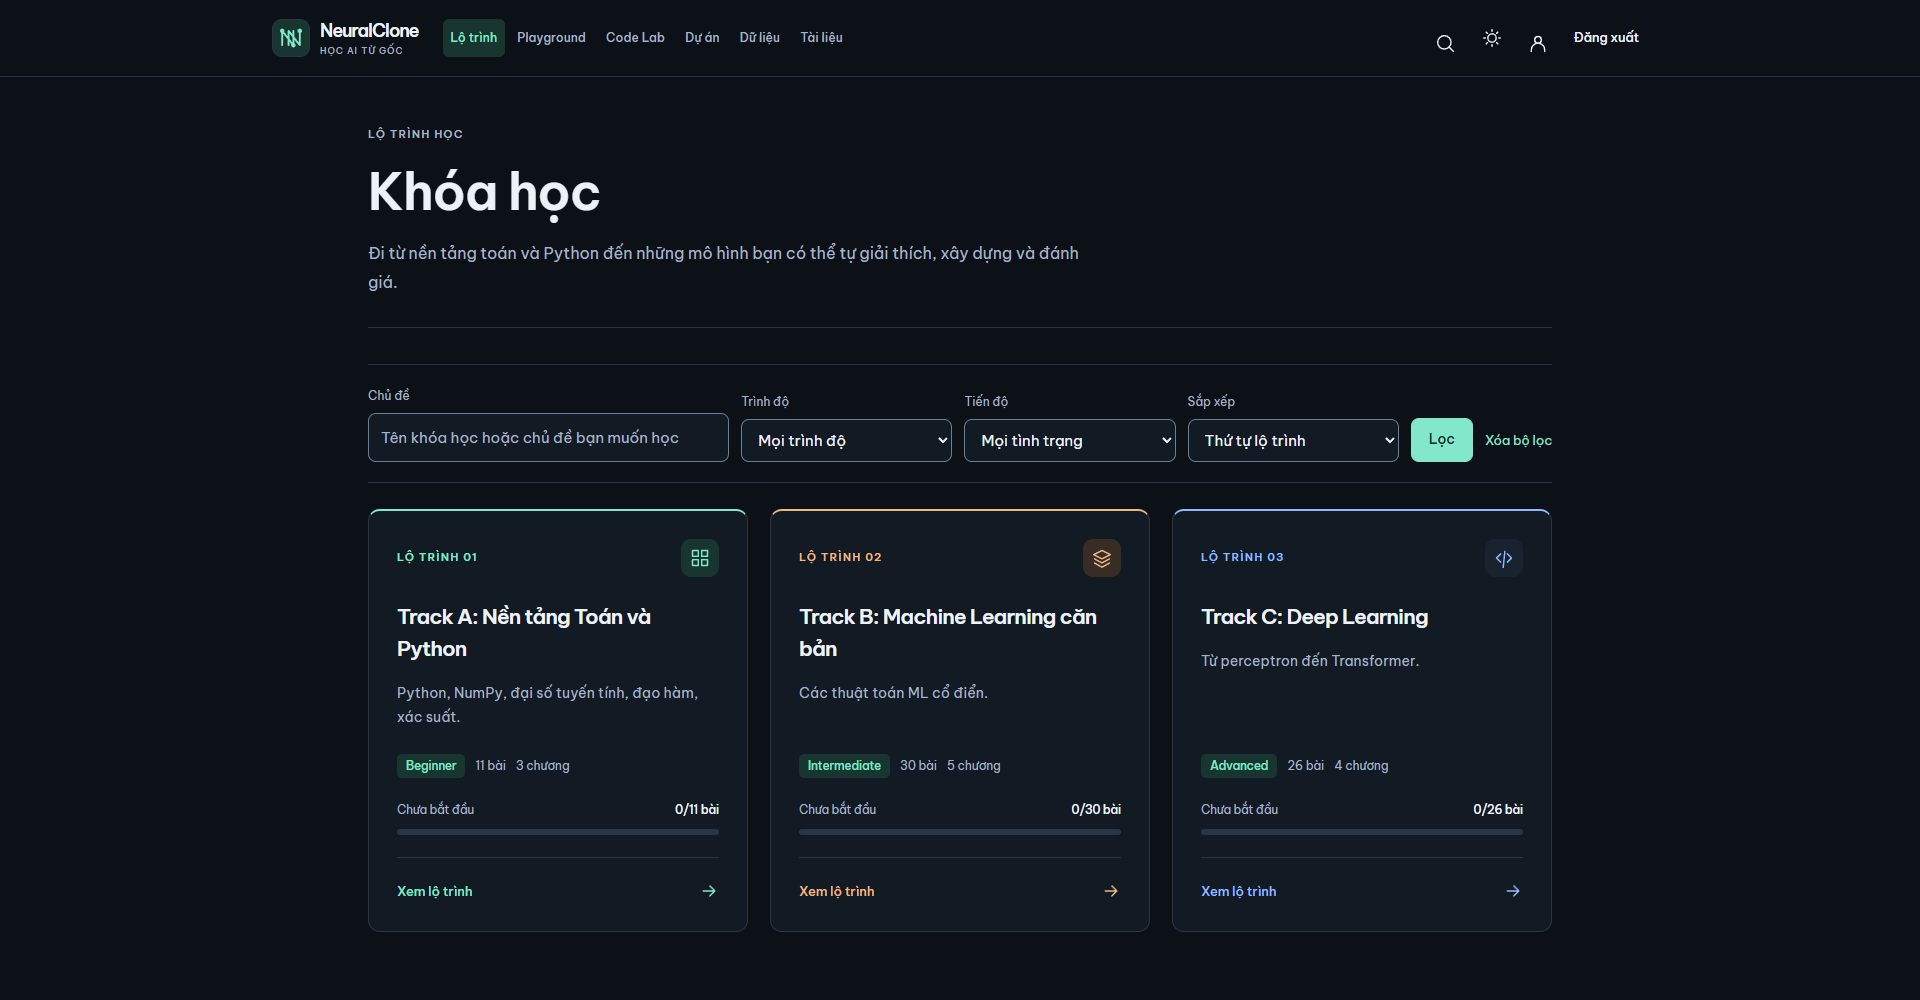 NeuralClone
HỌC AI TỪ GỐC
Lộ trình
Playground
Code Lab
Dự án
Dữ liệu
Tài liệu
Đăng xuất
LỘ TRÌNH HỌC
Khóa học
Đi từ nền tảng toán và Python đến những mô hình bạn có thể tự giải thích, xây dựng và đánh
giá.
Chủ đề
Tên khóa học hoặc chủ đề bạn muốn học
Trình độ
Mọi trình độ
Tiến độ
Mọi tình trạng
Sắp xếp
Thứ tự lộ trình
Lọc
Xóa bộ lọc
LỘ TRÌNH 01
Track A: Nền tảng Toán và
Python
Python, NumPy, đại số tuyến tính, đạo hàm,
xác suất.
Beginner 11 bài 3 chương
Chưa bắt đầu 0/11 bài
Xem lộ trình
LỘ TRÌNH 02
Track B: Machine Learning căn
bản
Các thuật toán ML cổ điển.
Intermediate 30 bài 5 chương
Chưa bắt đầu 0/30 bài
Xem lộ trình
LỘ TRÌNH 03
Track C: Deep Learning
Từ perceptron đến Transformer.
Advanced 26 bài 4 chương
Chưa bắt đầu 0/26 bài
Xem lộ trình